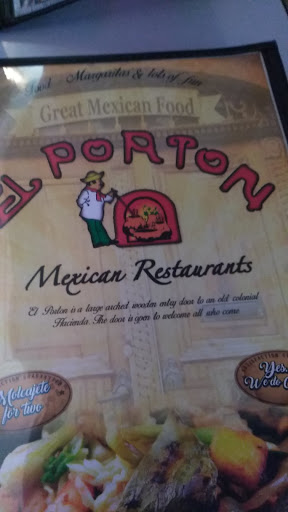 Food Margaritas & lots of Fun
Great Mexican Food
EL PORTON
Mexican Restaurants
El Porton is a large arched wooden entry door to an old colonial
Hacinda. The door is open to welcome all who come
Molcajete
for two
Yes.
We do